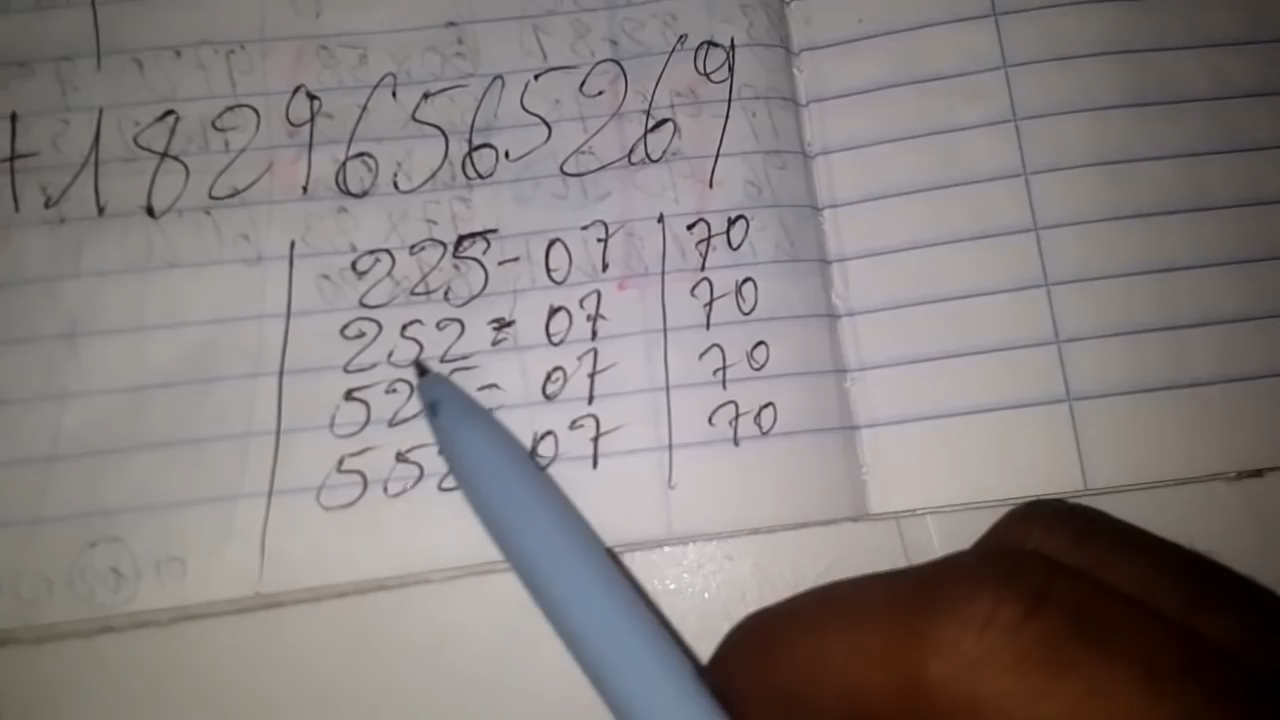 +18296565269
225 - 07 | 70
252 = 07 | 70
07 | 70
07 | 70